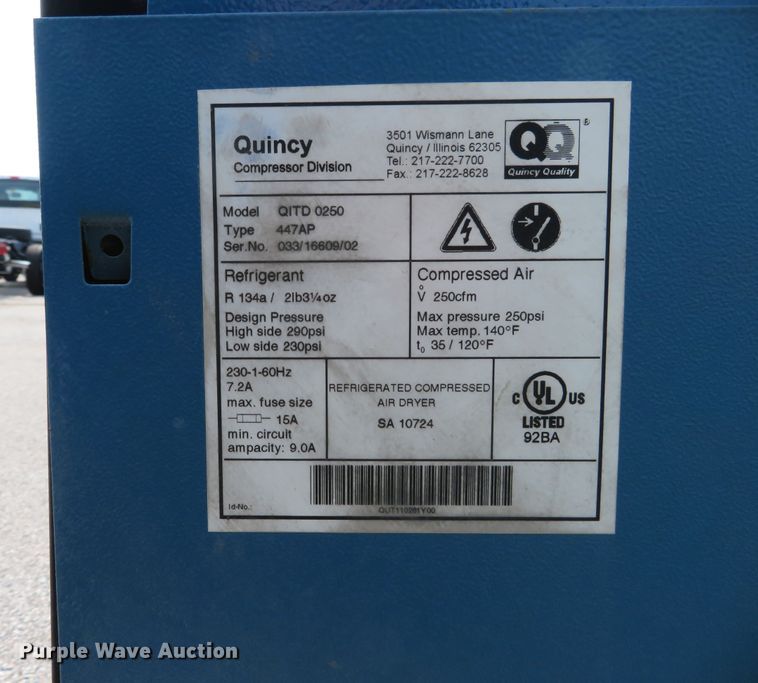 Quincy
Compressor Division
3501 Wismann Lane
Quincy / Illinois 62305
Tel.: 217-222-7700
Fax.: 217-222-8628
QQ ®
Quincy Quality
Model QITD 0250
Type 447AP
Ser.No. 033/16609/02
Refrigerant
R 134a / 2lb3¼oz
Design Pressure
High side 290psi
Low side 230psi
Compressed Air
V̊ 250cfm
Max pressure 250psi
Max temp. 140°F
t₀ 35 / 120°F
230-1-60Hz
7.2A
max. fuse size
15A
min. circuit
ampacity: 9.0A
REFRIGERATED COMPRESSED
AIR DRYER
SA 10724
C UL US
LISTED
92BA
Id-No.:
Purple Wave Auction